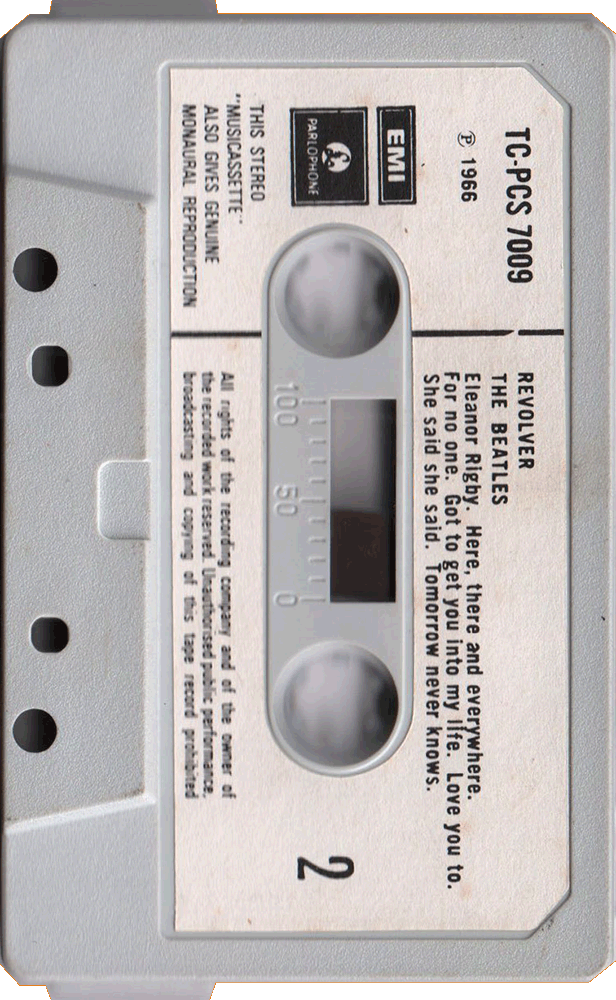 TC-PCS 7009
℗ 1966
EMI
PARLOPHONE
THIS STEREO
"MUSICASSETTE"
ALSO GIVES GENUINE
MONAURAL REPRODUCTION
REVOLVER
THE BEATLES
Eleanor Rigby. Here, there and everywhere.
For no one. Got to get you into my life. Love you to.
She said she said. Tomorrow never knows.
100 50 0
2
All rights of the recording company and of the owner of
the recorded work reserved. Unauthorised public performance,
broadcasting and copying of this tape record prohibited